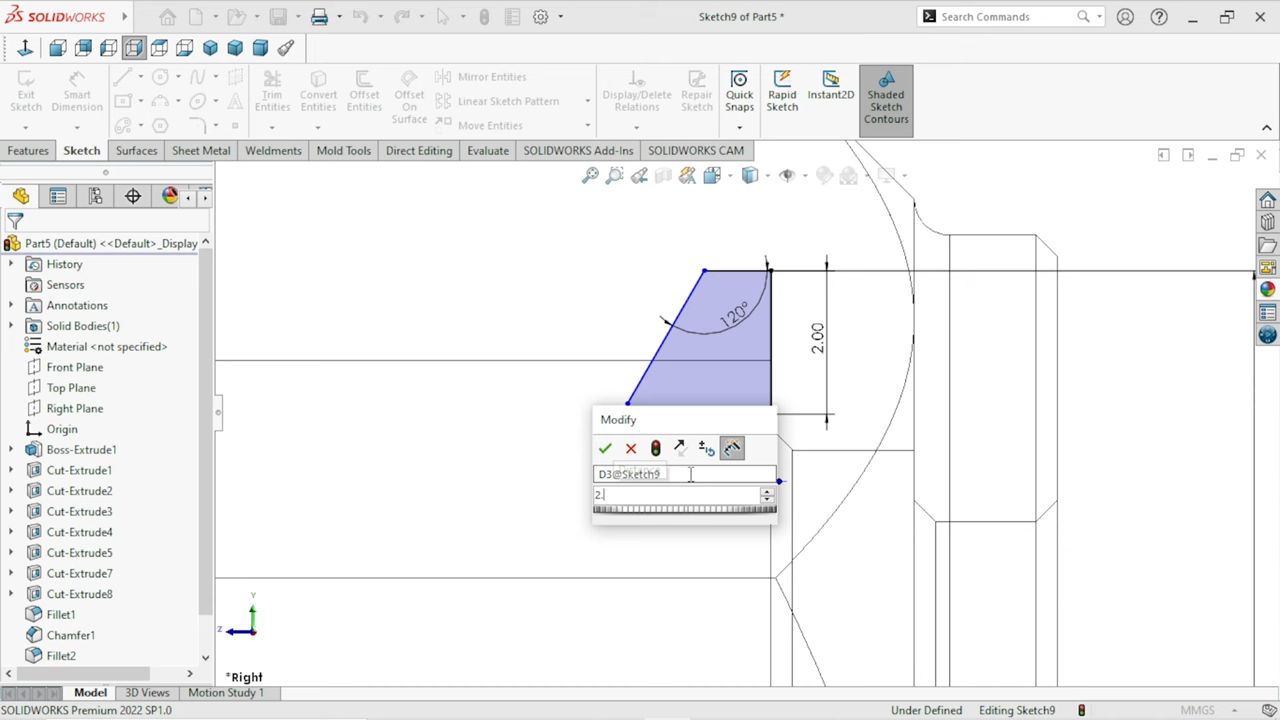 SOLIDWORKS
Sketch9 of Part5 *
Search Commands
Exit Sketch
Smart Dimension
Trim Entities
Convert Entities
Offset Entities
Offset On Surface
Mirror Entities
Linear Sketch Pattern
Move Entities
Display/Delete Relations
Repair Sketch
Quick Snaps
Rapid Sketch
Instant2D
Shaded Sketch Contours
Features
Sketch
Surfaces
Sheet Metal
Weldments
Mold Tools
Direct Editing
Evaluate
SOLIDWORKS Add-Ins
SOLIDWORKS CAM
Part5 (Default) <<Default>_Display
History
Sensors
Annotations
Solid Bodies(1)
Material <not specified>
Front Plane
Top Plane
Right Plane
Origin
Boss-Extrude1
Cut-Extrude1
Cut-Extrude2
Cut-Extrude3
Cut-Extrude4
Cut-Extrude5
Cut-Extrude7
Cut-Extrude8
Fillet1
Chamfer1
Fillet2
120°
2.00
Modify
D3@Sketch9
2.
Y
Z
*Right
Model
3D Views
Motion Study 1
SOLIDWORKS Premium 2022 SP1.0
Under Defined
Editing Sketch9
MMGS